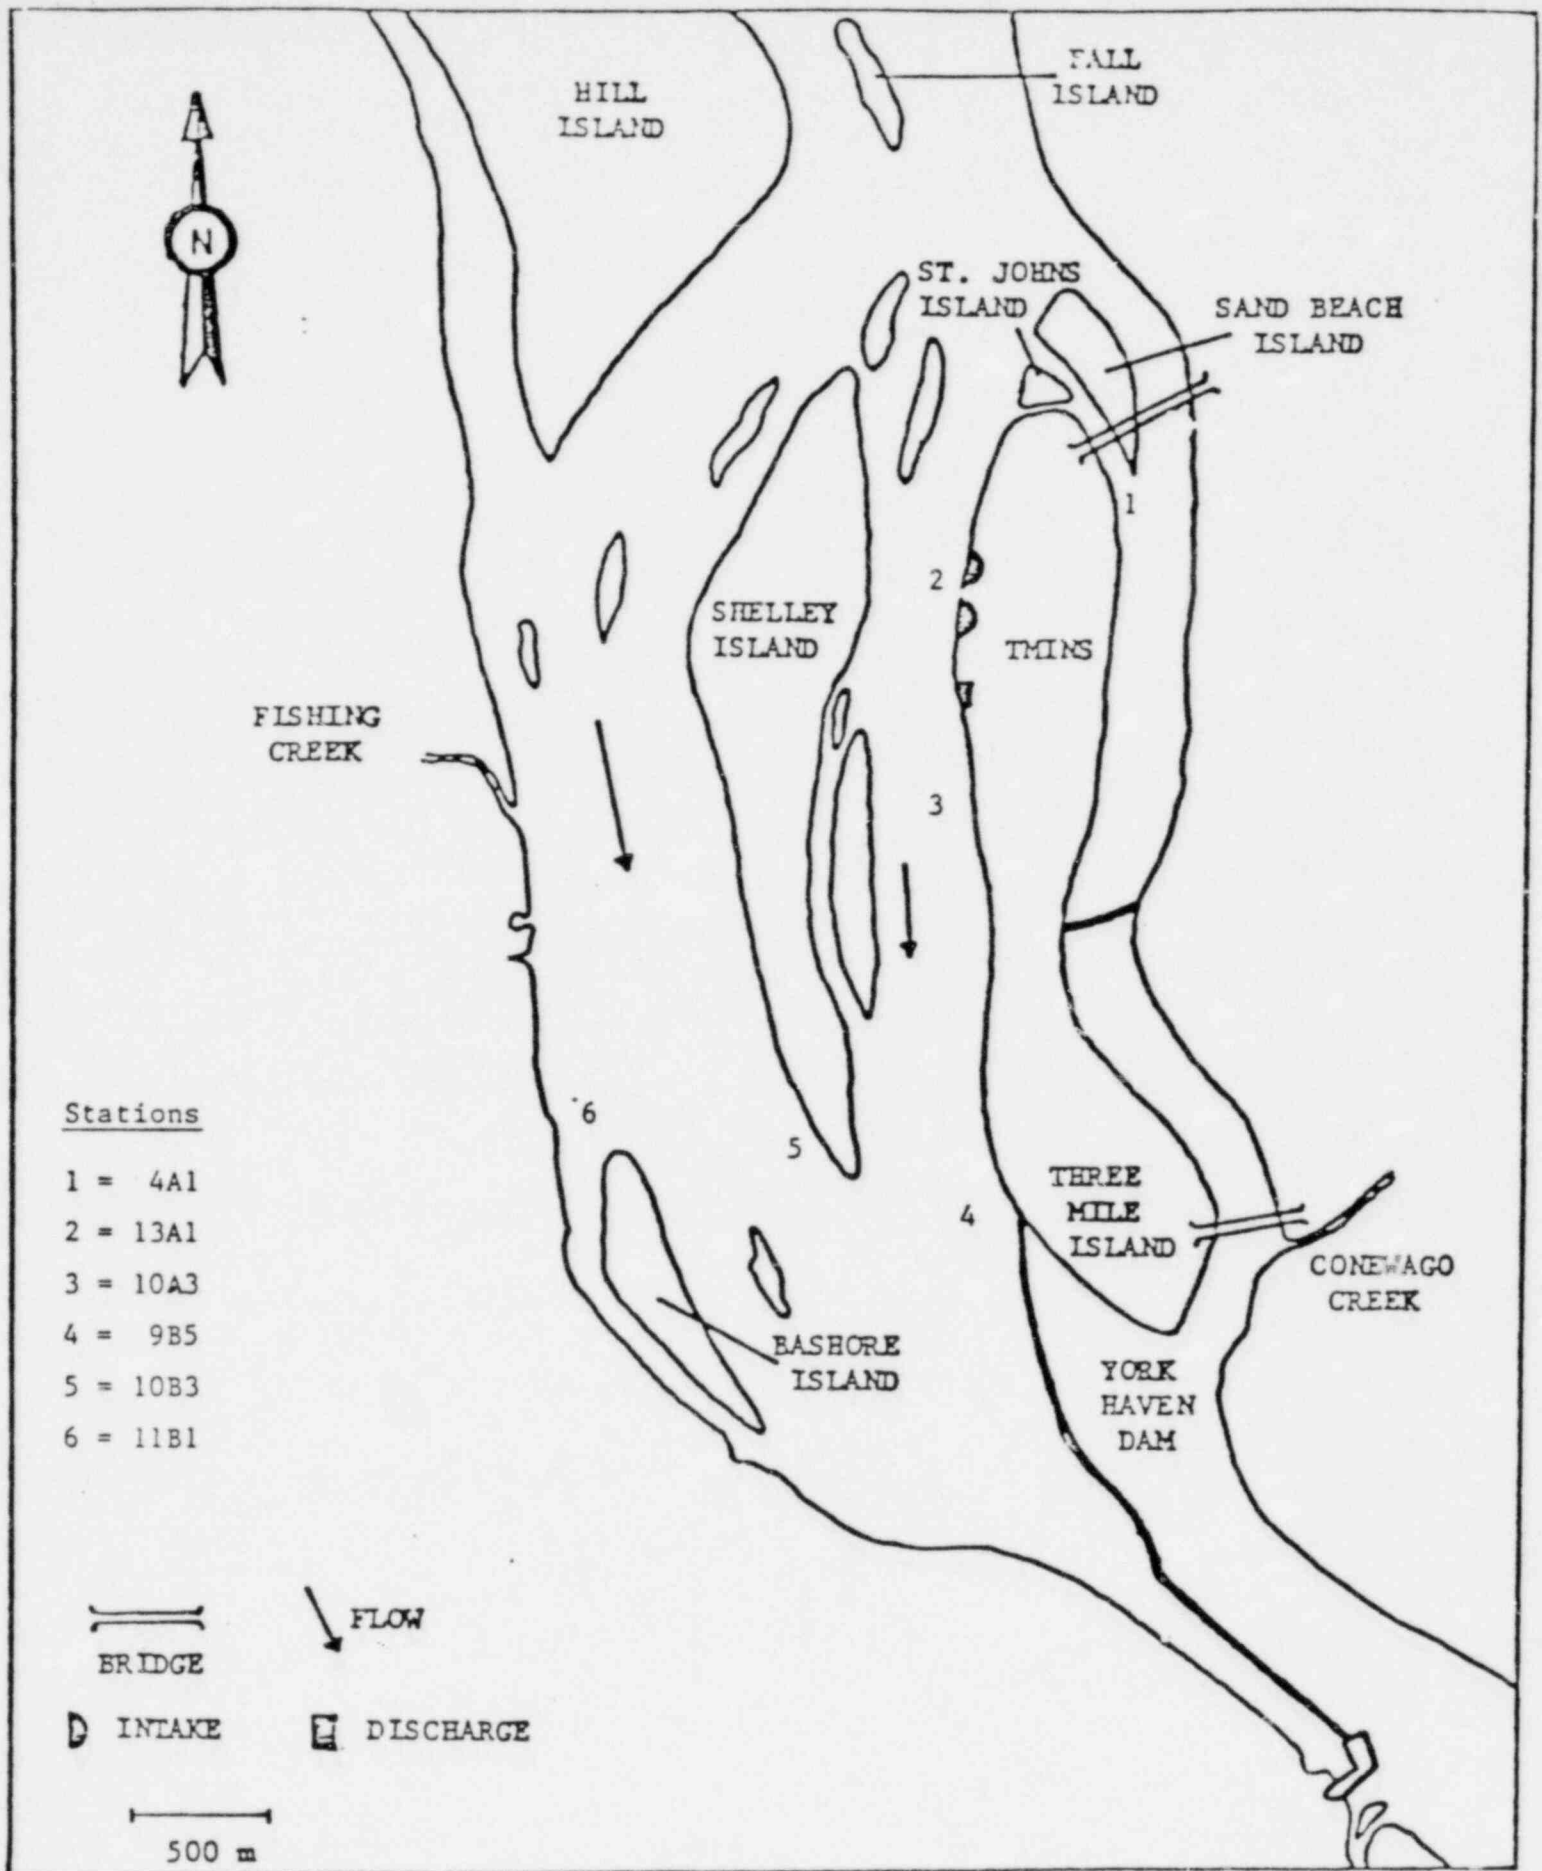 FALL
ISLAND
HILL
ISLAND
N
ST. JOHNS
ISLAND
SAND BEACH
ISLAND
1
2
SHELLEY
ISLAND
TMINS
FISHING
CREEK
3
Stations
1 = 4A1
2 = 13A1
3 = 10A3
4 = 9B5
5 = 10B3
6 = 11B1
6
5
4
THREE
MILE
ISLAND
CONEWAGO
CREEK
BASHORE
ISLAND
YORK
HAVEN
DAM
FLOW
BRIDGE
INTAKE
DISCHARGE
500 m